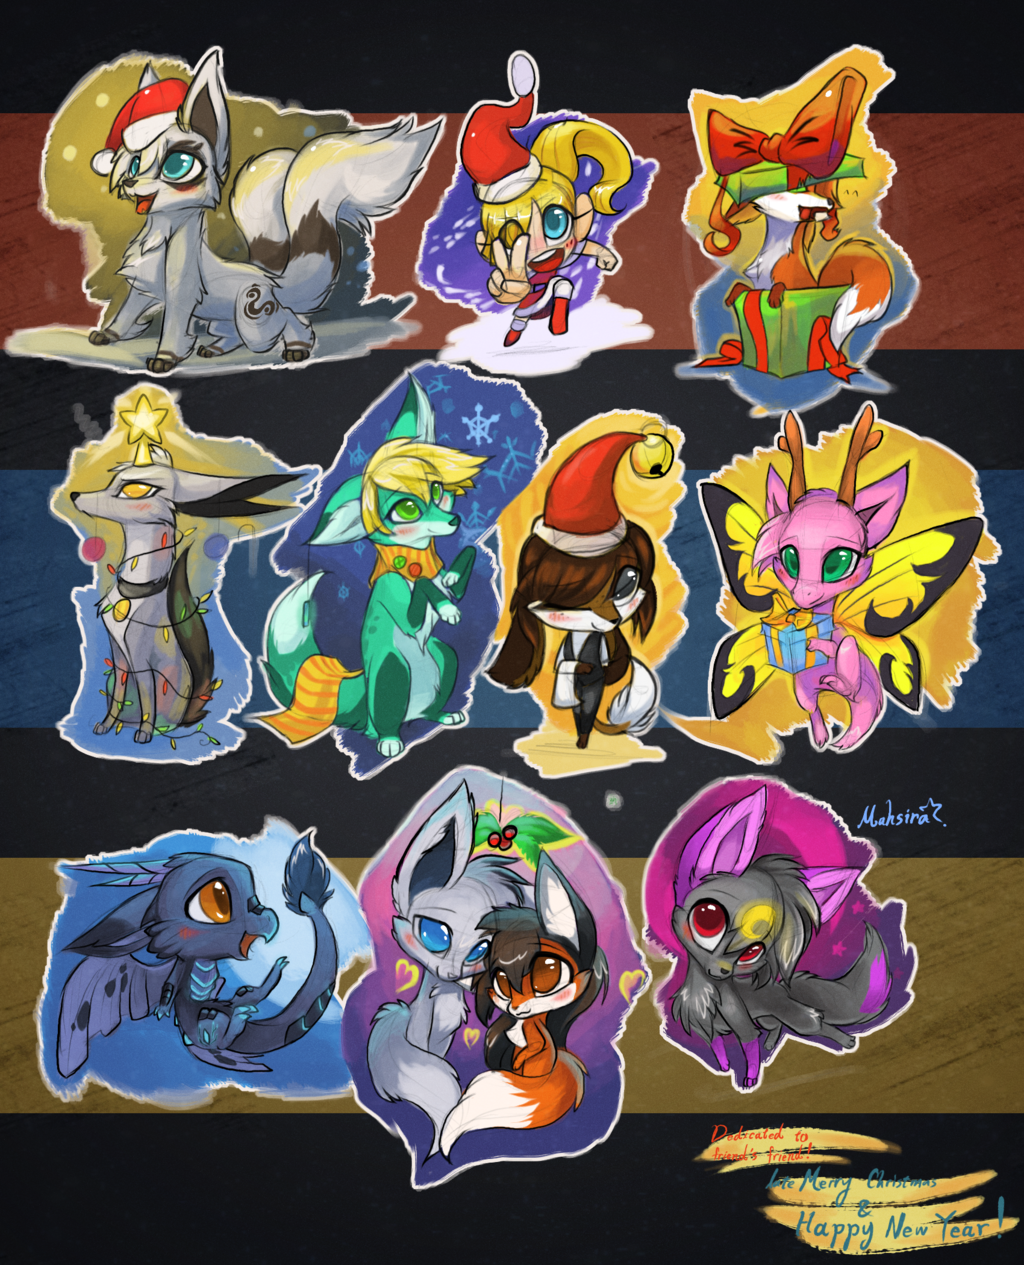 Mahsira
Dedicated to
friend's friend!
late Merry Christmas
&
Happy New Year!